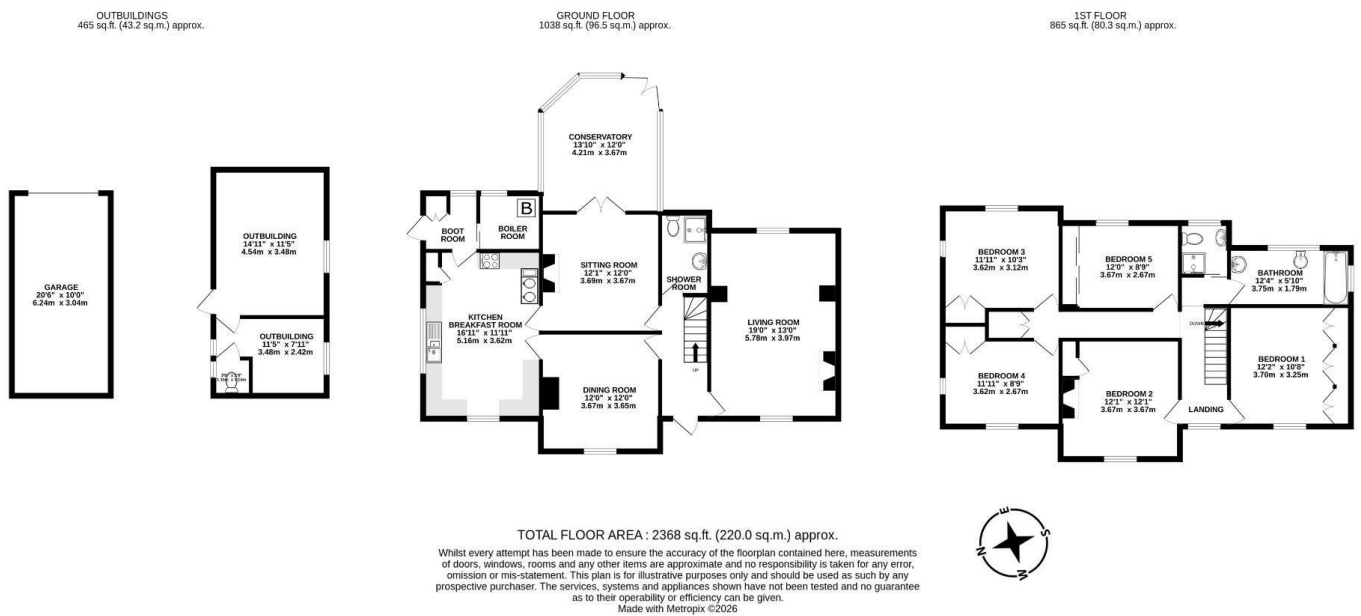 OUTBUILDINGS
465 sq.ft. (43.2 sq.m.) approx.
GROUND FLOOR
1038 sq.ft. (96.5 sq.m.) approx.
1ST FLOOR
865 sq.ft. (80.3 sq.m.) approx.
GARAGE
20'6" x 10'0"
6.24m x 3.04m
OUTBUILDING
14'11" x 11'5"
4.54m x 3.48m
OUTBUILDING
11'5" x 7'11"
3.48m x 2.42m
CONSERVATORY
13'10" x 12'0"
4.21m x 3.67m
BOOT
ROOM
B
BOILER
ROOM
SITTING ROOM
12'1" x 12'0"
3.69m x 3.67m
SHOWER
ROOM
KITCHEN
BREAKFAST ROOM
16'11" x 11'11"
5.16m x 3.62m
LIVING ROOM
19'0" x 13'0"
5.78m x 3.97m
UP
DINING ROOM
12'0" x 12'0"
3.67m x 3.65m
BEDROOM 3
11'11" x 10'3"
3.62m x 3.12m
BEDROOM 5
12'0" x 8'9"
3.67m x 2.67m
BATHROOM
12'4" x 5'10"
3.75m x 1.79m
DOWN
BEDROOM 4
11'11" x 8'9"
3.62m x 2.67m
BEDROOM 2
12'1" x 12'1"
3.67m x 3.67m
LANDING
BEDROOM 1
12'2" x 10'8"
3.70m x 3.25m
N
E
S
W
TOTAL FLOOR AREA : 2368 sq.ft. (220.0 sq.m.) approx.
Whilst every attempt has been made to ensure the accuracy of the floorplan contained here, measurements
of doors, windows, rooms and any other items are approximate and no responsibility is taken for any error,
omission or mis-statement. This plan is for illustrative purposes only and should be used as such by any
prospective purchaser. The services, systems and appliances shown have not been tested and no guarantee
as to their operability or efficiency can be given.
Made with Metropix ©2026